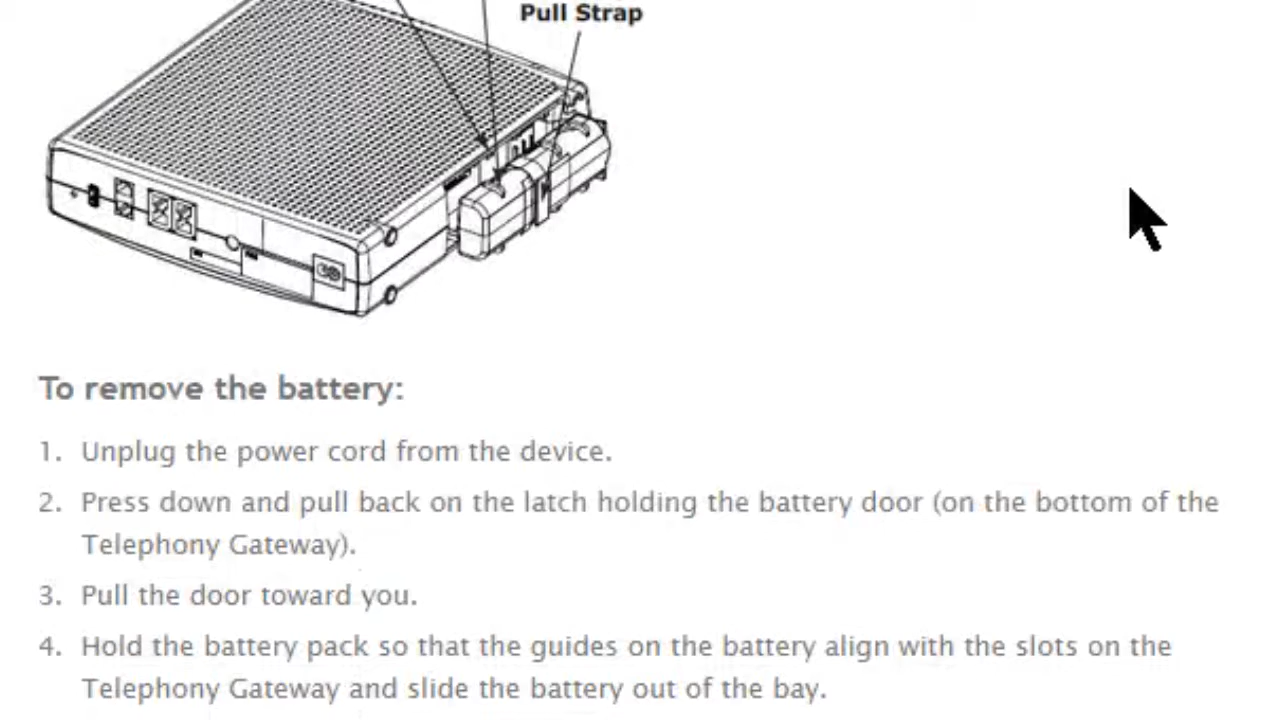 Pull Strap
To remove the battery:
1. Unplug the power cord from the device.
2. Press down and pull back on the latch holding the battery door (on the bottom of the
Telephony Gateway).
3. Pull the door toward you.
4. Hold the battery pack so that the guides on the battery align with the slots on the
Telephony Gateway and slide the battery out of the bay.